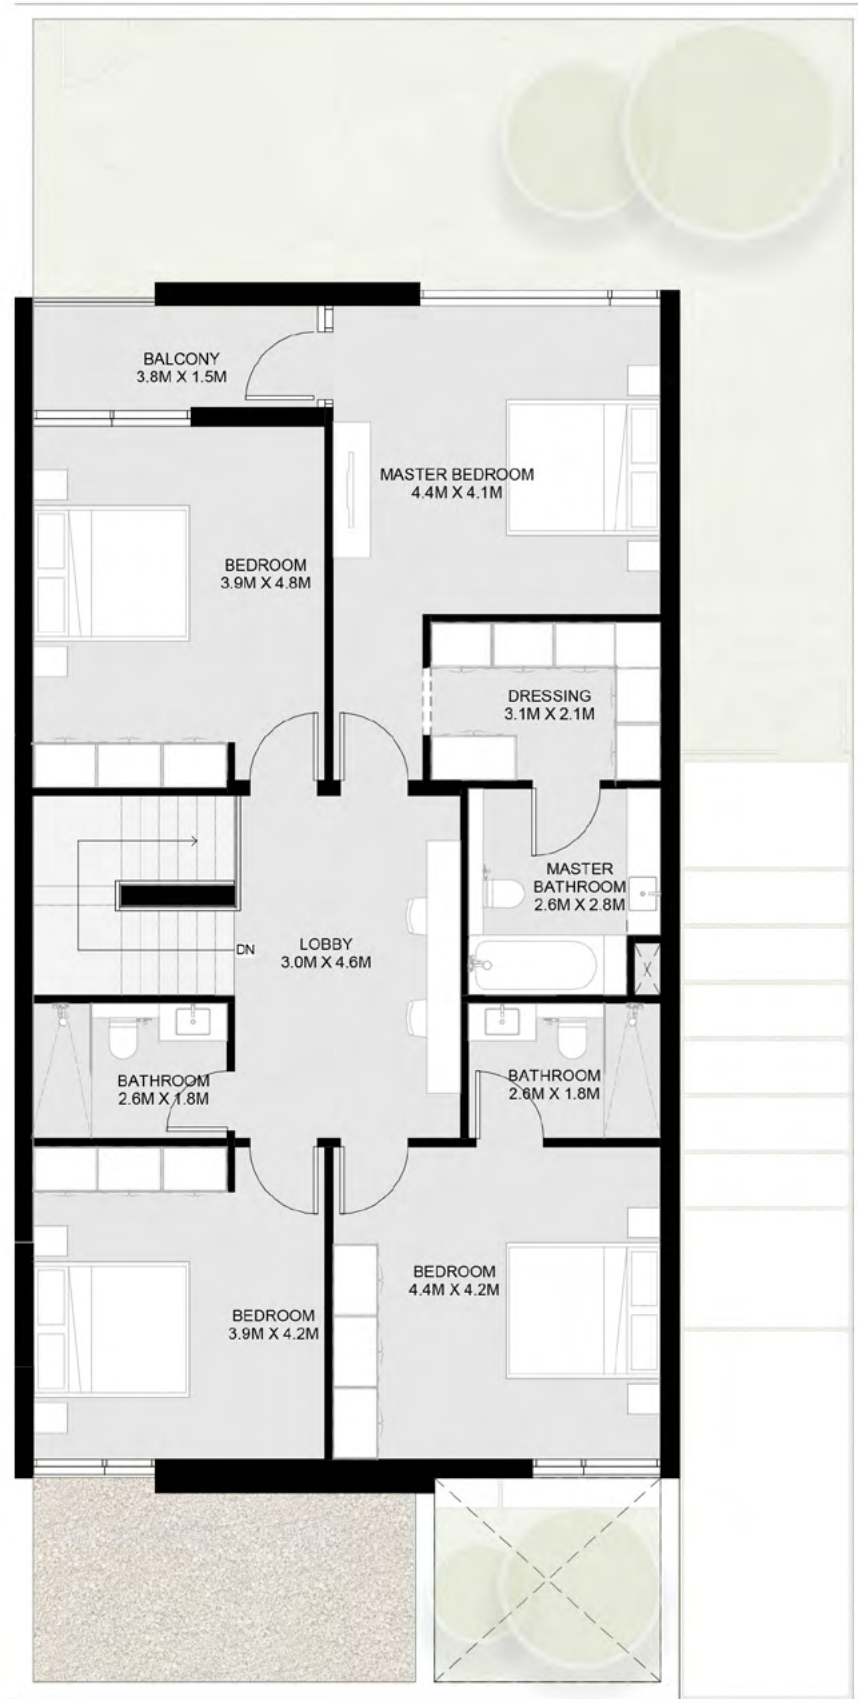 BALCONY
3.8M X 1.5M
MASTER BEDROOM
4.4M X 4.1M
BEDROOM
3.9M X 4.8M
DRESSING
3.1M X 2.1M
MASTER
BATHROOM
2.6M X 2.8M
LOBBY
3.0M X 4.6M
DN
BATHROOM
2.6M X 1.8M
BATHROOM
2.6M X 1.8M
BEDROOM
4.4M X 4.2M
BEDROOM
3.9M X 4.2M